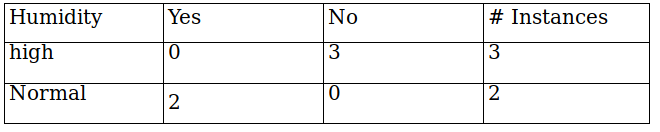 Humidity Yes No # Instances
high 0 3 3
Normal 2 0 2